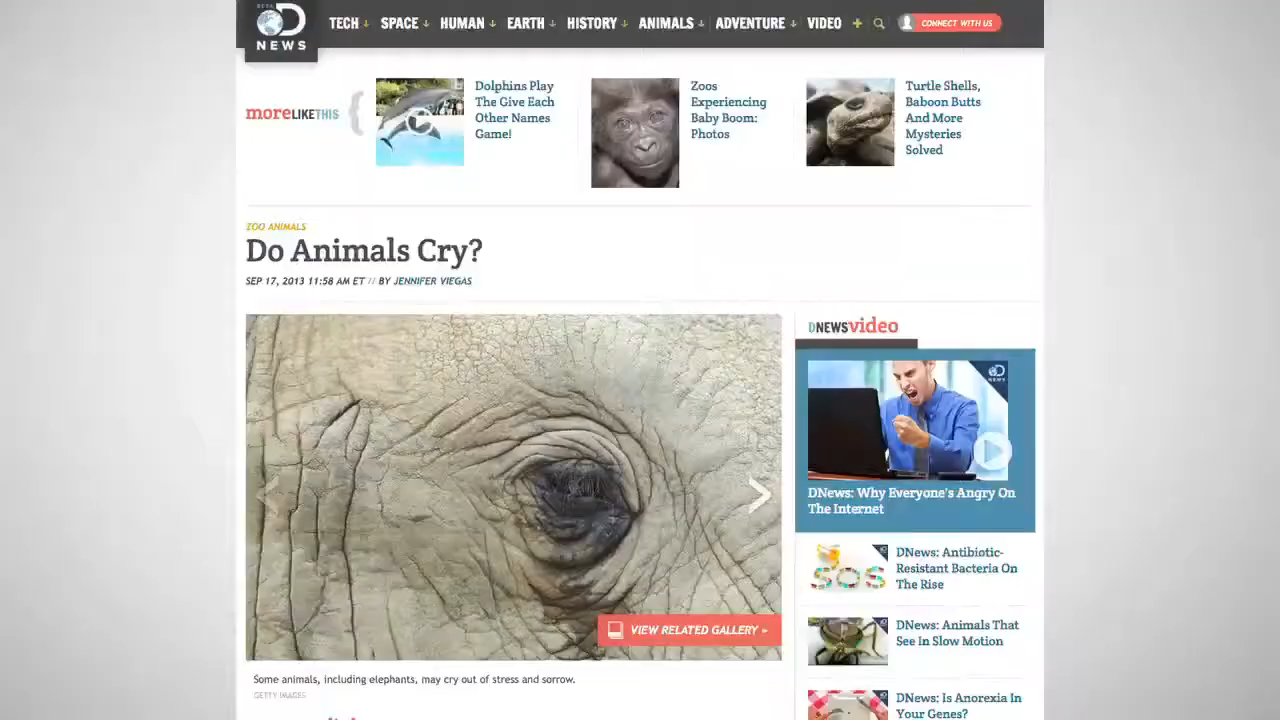 BETA
D
NEWS
TECH SPACE HUMAN EARTH HISTORY ANIMALS ADVENTURE VIDEO + CONNECT WITH US
moreLIKETHIS
Dolphins Play
The Give Each
Other Names
Game!
Zoos
Experiencing
Baby Boom:
Photos
Turtle Shells,
Baboon Butts
And More
Mysteries
Solved
ZOO ANIMALS
Do Animals Cry?
SEP 17, 2013 11:58 AM ET // BY JENNIFER VIEGAS
VIEW RELATED GALLERY »
Some animals, including elephants, may cry out of stress and sorrow.
GETTY IMAGES
DNEWSvideo
D
NEWS
DNews: Why Everyone's Angry On
The Internet
SOS
DNews: Antibiotic-
Resistant Bacteria On
The Rise
DNews: Animals That
See In Slow Motion
DNews: Is Anorexia In
Your Genes?